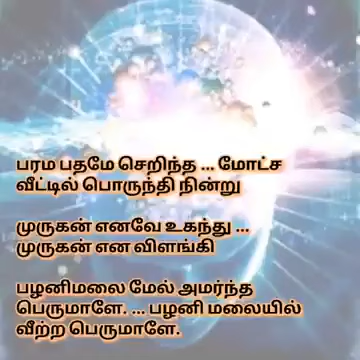 பரம பதமே செறிந்த ... மோட்ச
வீட்டில் பொருந்தி நின்று
முருகன் எனவே உகந்து ...
முருகன் என விளங்கி
பழனிமலை மேல் அமர்ந்த
பெருமாளே. ... பழனி மலையில்
வீற்ற பெருமாளே.